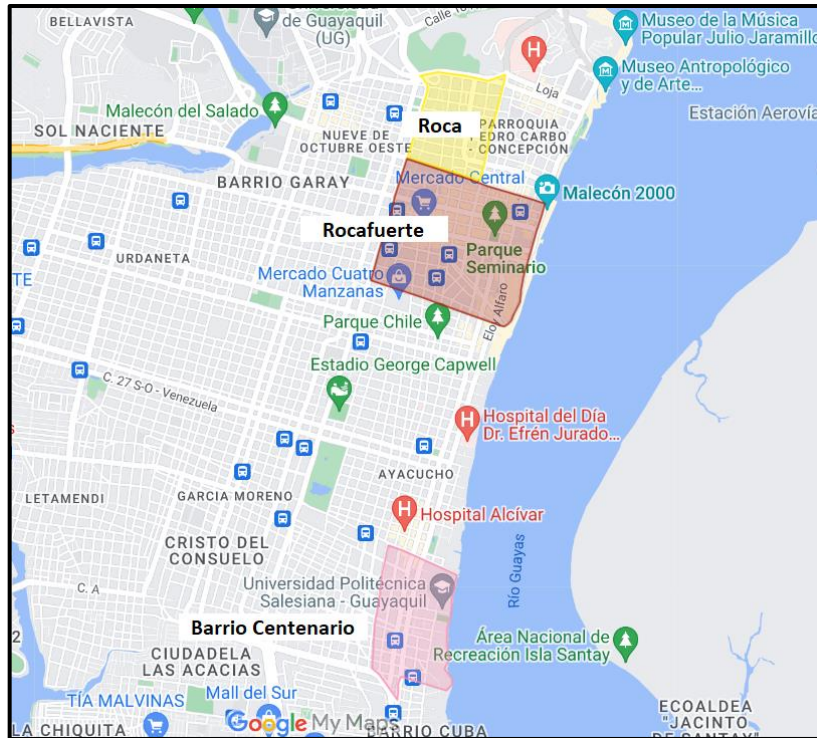 BELLAVISTA
de Guayaquil
(UG)
Museo de la Música
Popular Julio Jaramillo
Loja
Museo Antropológico
y de Arte...
Malecón del Salado
Estación Aerovía
SOL NACIENTE
NUEVE DE
OCTUBRE OESTE
Roca
PARROQUIA
PEDRO CARBO
- CONCEPCIÓN
BARRIO GARAY
Mercado Central
Malecón 2000
Rocafuerte
URDANETA
Parque
Seminario
TE
Mercado Cuatro
Manzanas
Eloy Alfaro
Parque Chile
Estadio George Capwell
C. 27 S-O - Venezuela
Hospital del Día
Dr. Efrén Jurado...
AYACUCHO
LETAMENDI
GARCIA MORENO
Hospital Alcívar
CRISTO DEL
CONSUELO
Río Guayas
C. A
Universidad Politécnica
Salesiana - Guayaquil
Barrio Centenario
2
CIUDADELA
LAS ACACIAS
Área Nacional de
Recreación Isla Santay
TÍA MALVINAS
Mall del Sur
Google My Maps
LA CHIQUITA
BARRIO CUBA
ECOALDEA
"JACINTO
DE SANTAY"